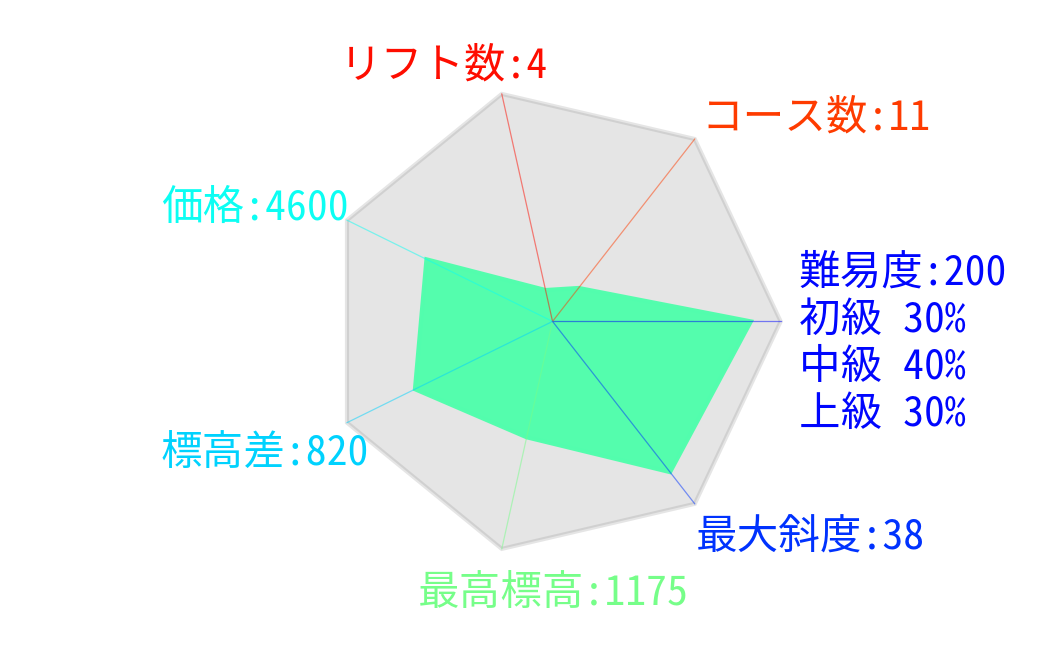 リフト数:4
コース数:11
価格:4600
難易度:200
初級 30%
中級 40%
上級 30%
標高差:820
最大斜度:38
最高標高:1175